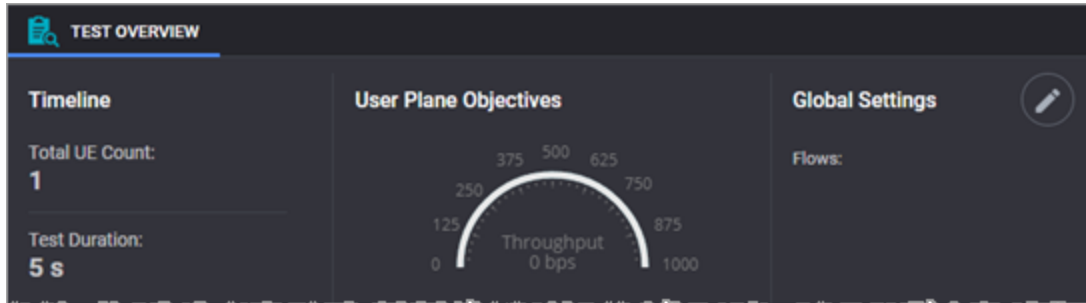 TEST OVERVIEW
Timeline
User Plane Objectives
Global Settings
Total UE Count:
1
Test Duration:
5 s
0
125
250
375
500
625
750
875
1000
Throughput
0 bps
Flows: